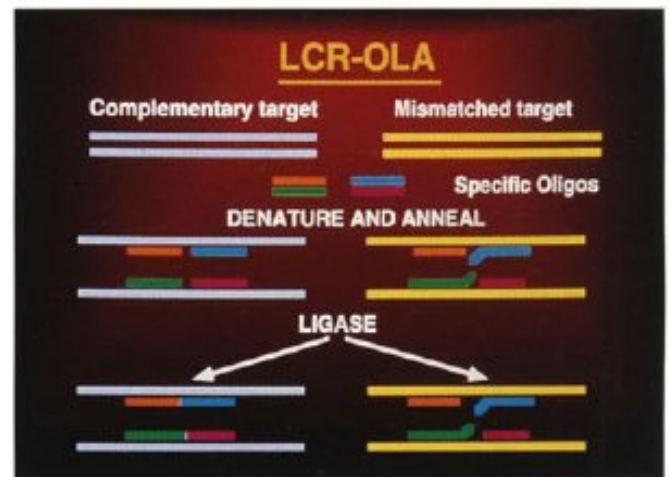 LCR-OLA
Complementary target Mismatched target
Specific Oligos
DENATURE AND ANNEAL
LIGASE